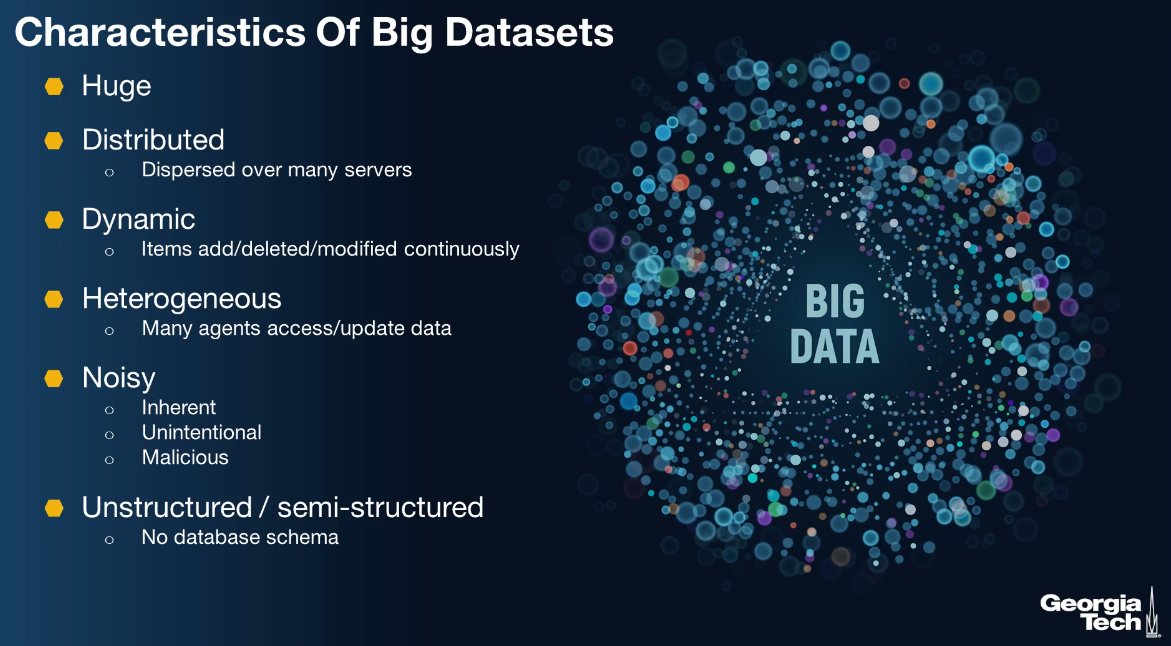 Characteristics Of Big Datasets
Huge
Distributed
Dispersed over many servers
Dynamic
Items add/deleted/modified continuously
Heterogeneous
Many agents access/update data
Noisy
Inherent
Unintentional
Malicious
Unstructured / semi-structured
No database schema
BIG
DATA
Georgia
Tech